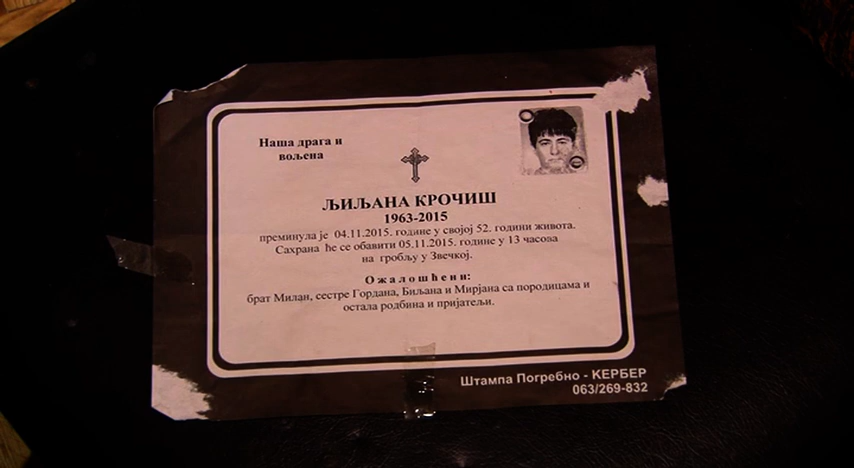 Наша драга и
вољена
ЉИЉАНА КРОЧИШ
1963-2015
преминула је 04.11.2015. године у својој 52. години живота.
Сахрана ће се обавити 05.11.2015. године у 13 часова
на гробљу у Звечкој.
Ожалошћени:
брат Милан, сестре Гордана, Биљана и Мирјана са породицама и
остала родбина и пријатељи.
Штампа Погребно - КЕРБЕР
063/269-832